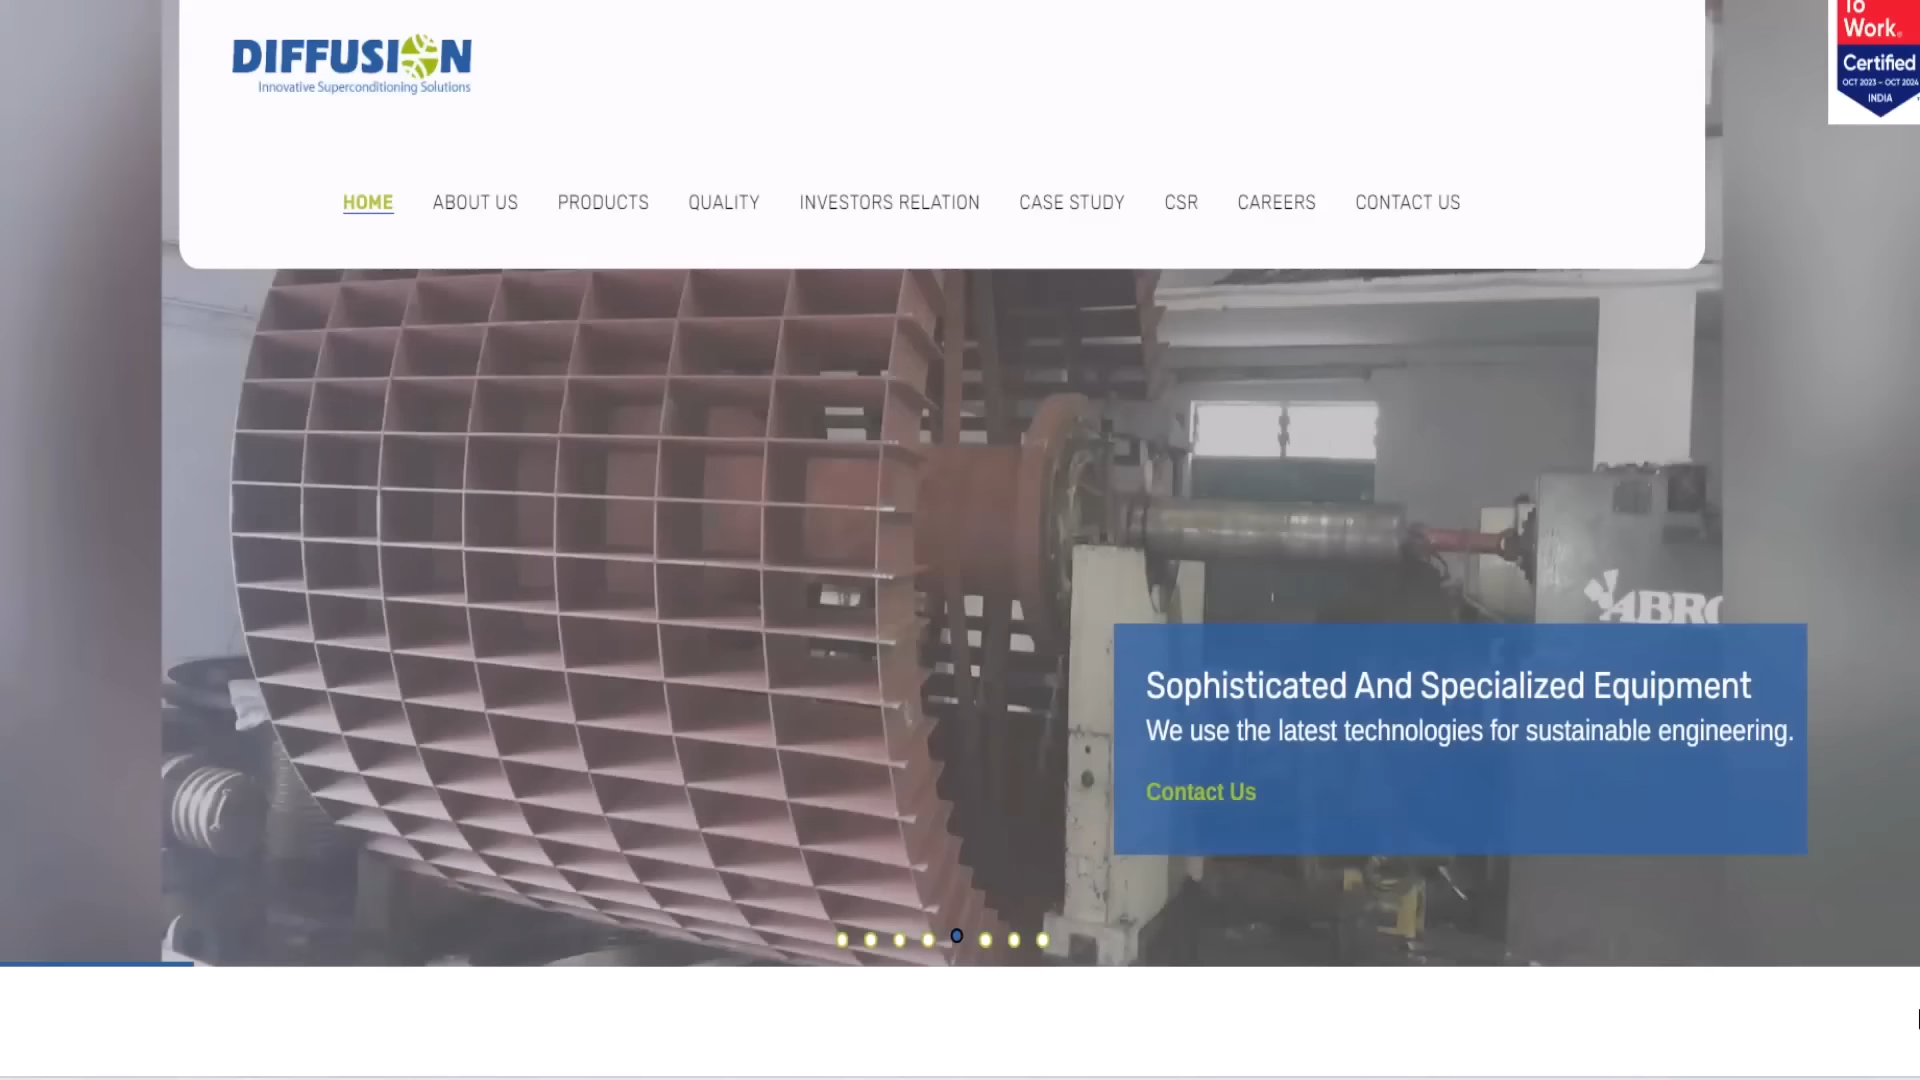 DIFFUSION
Innovative Superconditioning Solutions
To
Work.
Certified
OCT 2023 – OCT 2024
INDIA
HOME ABOUT US PRODUCTS QUALITY INVESTORS RELATION CASE STUDY CSR CAREERS CONTACT US
Sophisticated And Specialized Equipment
We use the latest technologies for sustainable engineering.
Contact Us